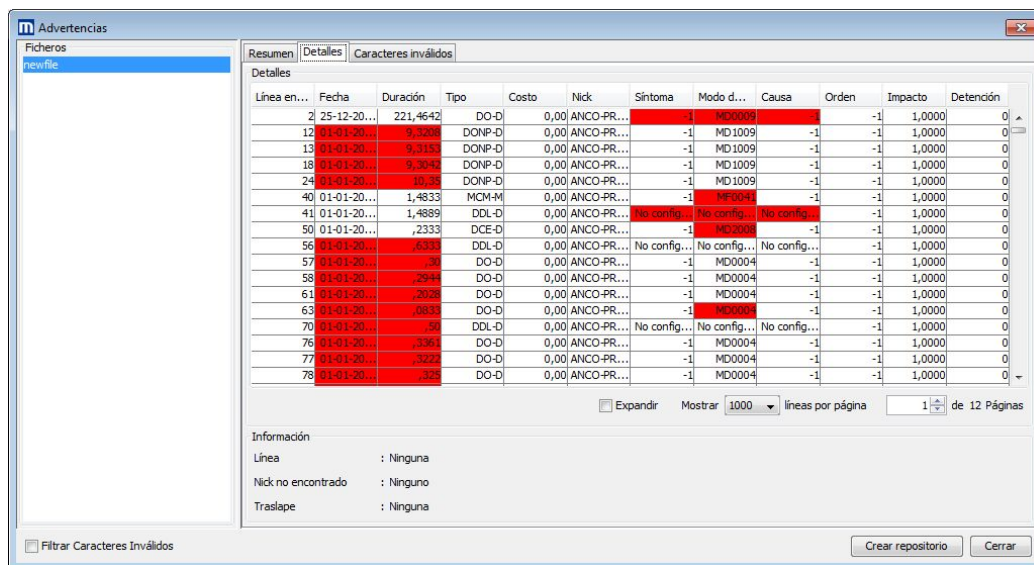 m Advertencias
Ficheros
newfile
Resumen Detalles Caracteres inválidos
Detalles
Línea en... Fecha Duración Tipo Costo Nick Síntoma Modo d... Causa Orden Impacto Detención
2 25-12-20... 221,4642 DO-D 0,00 ANCO-PR... -1 MD0009 -1 -1 1,0000 0
12 01-01-20... 9,3208 DONP-D 0,00 ANCO-PR... -1 MD1009 -1 -1 1,0000 0
13 01-01-20... 9,3153 DONP-D 0,00 ANCO-PR... -1 MD1009 -1 -1 1,0000 0
18 01-01-20... 9,3042 DONP-D 0,00 ANCO-PR... -1 MD1009 -1 -1 1,0000 0
24 01-01-20... 10,35 DONP-D 0,00 ANCO-PR... -1 MD1009 -1 -1 1,0000 0
40 01-01-20... 1,4833 MCM-M 0,00 ANCO-PR... -1 MF0041 -1 -1 1,0000 0
41 01-01-20... 1,4889 DDL-D 0,00 ANCO-PR... No config... No config... No config... -1 1,0000 0
50 01-01-20... ,2333 DCE-D 0,00 ANCO-PR... -1 MD2008 -1 -1 1,0000 0
56 01-01-20... ,6333 DDL-D 0,00 ANCO-PR... No config... No config... No config... -1 1,0000 0
57 01-01-20... ,30 DO-D 0,00 ANCO-PR... -1 MD0004 -1 -1 1,0000 0
58 01-01-20... ,2944 DO-D 0,00 ANCO-PR... -1 MD0004 -1 -1 1,0000 0
61 01-01-20... ,2028 DO-D 0,00 ANCO-PR... -1 MD0004 -1 -1 1,0000 0
63 01-01-20... ,0833 DO-D 0,00 ANCO-PR... -1 MD0004 -1 -1 1,0000 0
70 01-01-20... ,50 DDL-D 0,00 ANCO-PR... No config... No config... No config... -1 1,0000 0
76 01-01-20... ,3361 DO-D 0,00 ANCO-PR... -1 MD0004 -1 -1 1,0000 0
77 01-01-20... ,3222 DO-D 0,00 ANCO-PR... -1 MD0004 -1 -1 1,0000 0
78 01-01-20... ,325 DO-D 0,00 ANCO-PR... -1 MD0004 -1 -1 1,0000 0
Expandir Mostrar 1000 líneas por página 1 de 12 Páginas
Información
Línea : Ninguna
Nick no encontrado : Ninguno
Traslape : Ninguna
Filtrar Caracteres Inválidos Crear repositorio Cerrar